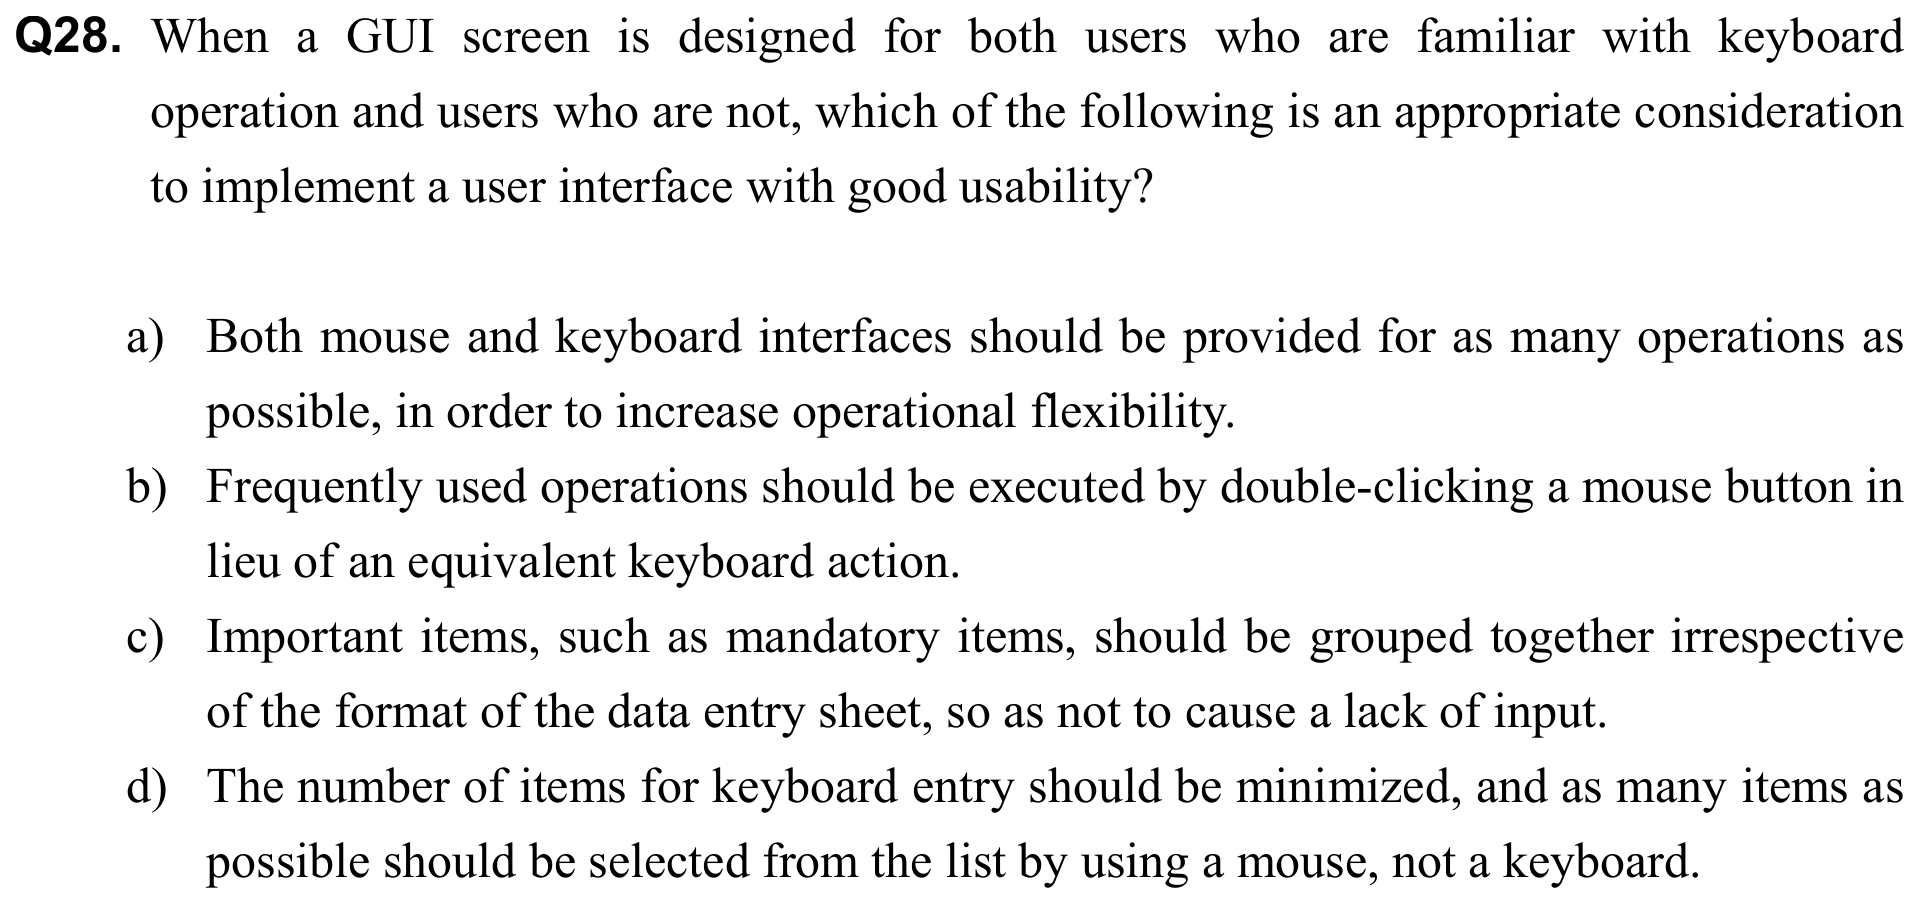 Q28. When a GUI screen is designed for both users who are familiar with keyboard
operation and users who are not, which of the following is an appropriate consideration
to implement a user interface with good usability?
a) Both mouse and keyboard interfaces should be provided for as many operations as
possible, in order to increase operational flexibility.
b) Frequently used operations should be executed by double-clicking a mouse button in
lieu of an equivalent keyboard action.
c) Important items, such as mandatory items, should be grouped together irrespective
of the format of the data entry sheet, so as not to cause a lack of input.
d) The number of items for keyboard entry should be minimized, and as many items as
possible should be selected from the list by using a mouse, not a keyboard.